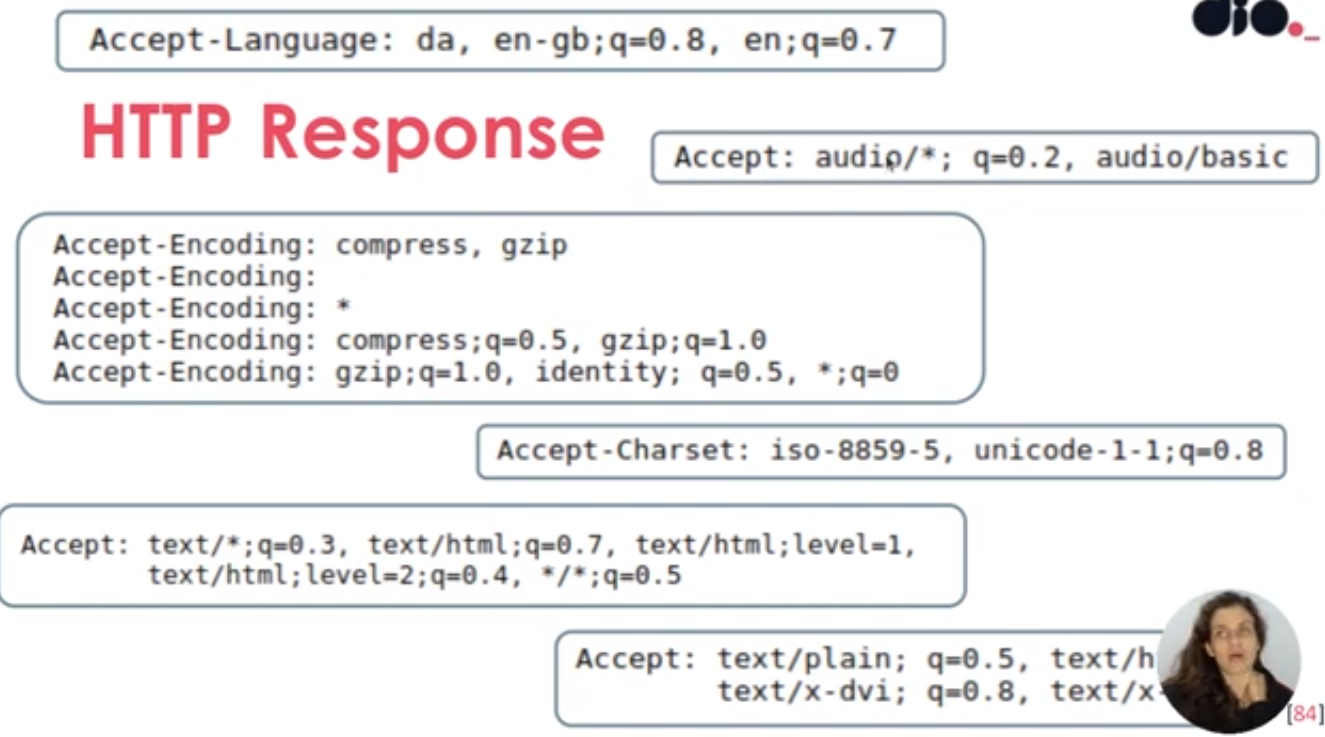 dio._
Accept-Language: da, en-gb;q=0.8, en;q=0.7
HTTP Response
Accept: audio/*; q=0.2, audio/basic
Accept-Encoding: compress, gzip
Accept-Encoding:
Accept-Encoding: *
Accept-Encoding: compress;q=0.5, gzip;q=1.0
Accept-Encoding: gzip;q=1.0, identity; q=0.5, *;q=0
Accept-Charset: iso-8859-5, unicode-1-1;q=0.8
Accept: text/*;q=0.3, text/html;q=0.7, text/html;level=1,
text/html;level=2;q=0.4, */*;q=0.5
Accept: text/plain; q=0.5, text/h
text/x-dvi; q=0.8, text/x-
[84]